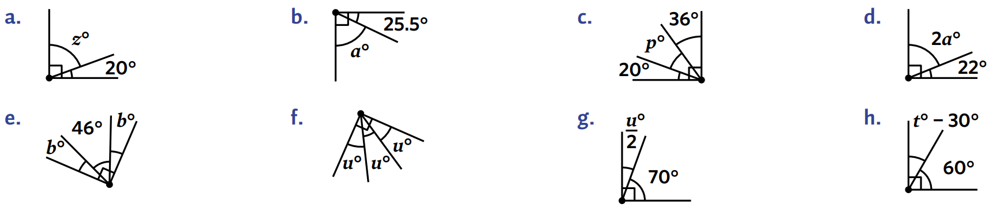 a.
z°
20°
b.
25.5°
a°
c.
36°
p°
20°
d.
2a°
22°
e.
46°
b°
b°
f.
u°
u°
u°
g.
u°
2
70°
h.
t° − 30°
60°